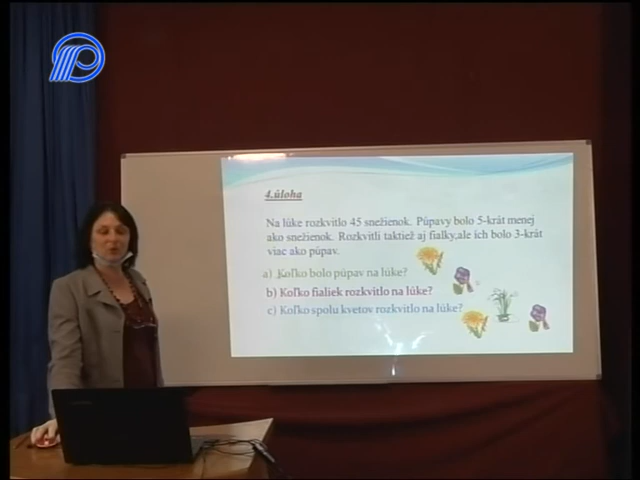 4.úloha
Na lúke rozkvitlo 45 snežienok. Púpavy bolo 5-krát menej
ako snežienok. Rozkvitli taktiež aj fialky,ale ich bolo 3-krát
viac ako púpav.
a) Koľko bolo púpav na lúke?
b) Koľko fialiek rozkvitlo na lúke?
c) Koľko spolu kvetov rozkvitlo na lúke?